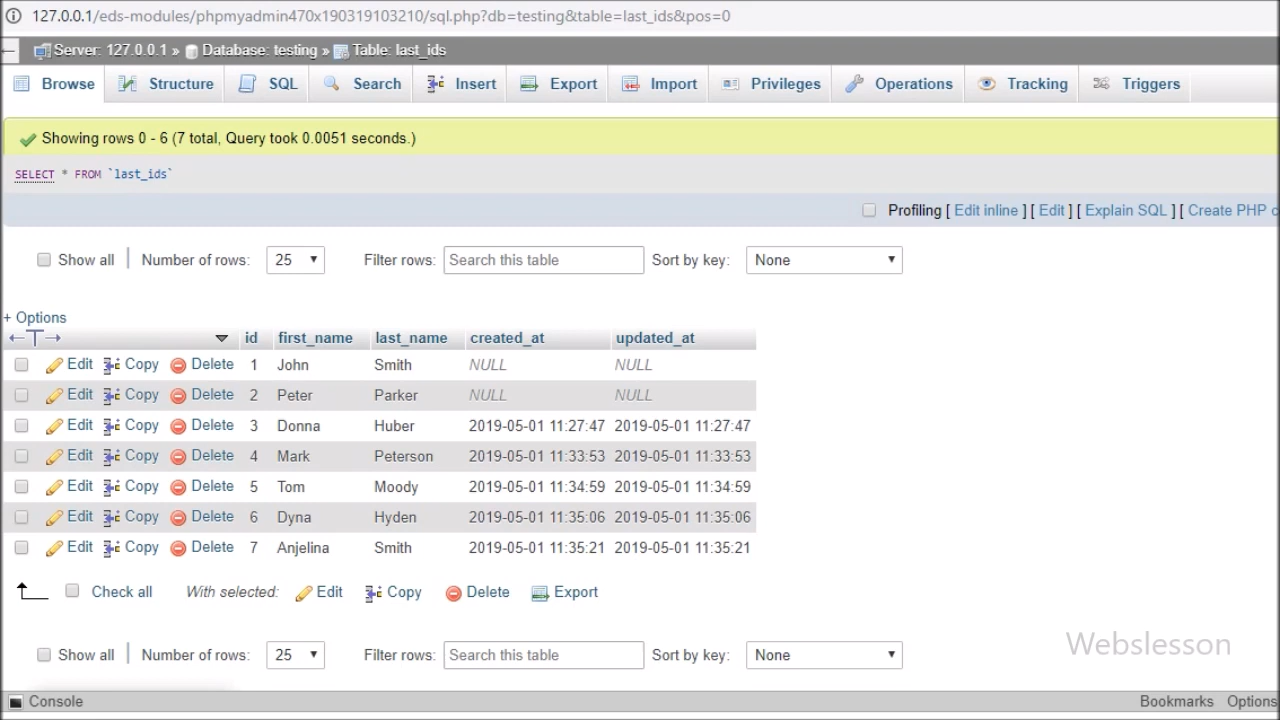 127.0.0.1/eds-modules/phpmyadmin470x190319103210/sql.php?db=testing&table=last_ids&pos=0
Server: 127.0.0.1 » Database: testing » Table: last_ids
Browse Structure SQL Search Insert Export Import Privileges Operations Tracking Triggers
Showing rows 0 - 6 (7 total, Query took 0.0051 seconds.)
SELECT * FROM `last_ids`
Profiling [ Edit inline ] [ Edit ] [ Explain SQL ] [ Create PHP c
Show all Number of rows: 25 Filter rows: Search this table Sort by key: None
+ Options
id first_name last_name created_at updated_at
Edit Copy Delete 1 John Smith NULL NULL
Edit Copy Delete 2 Peter Parker NULL NULL
Edit Copy Delete 3 Donna Huber 2019-05-01 11:27:47 2019-05-01 11:27:47
Edit Copy Delete 4 Mark Peterson 2019-05-01 11:33:53 2019-05-01 11:33:53
Edit Copy Delete 5 Tom Moody 2019-05-01 11:34:59 2019-05-01 11:34:59
Edit Copy Delete 6 Dyna Hyden 2019-05-01 11:35:06 2019-05-01 11:35:06
Edit Copy Delete 7 Anjelina Smith 2019-05-01 11:35:21 2019-05-01 11:35:21
Check all With selected: Edit Copy Delete Export
Show all Number of rows: 25 Filter rows: Search this table Sort by key: None
Webslesson
Console Bookmarks Options